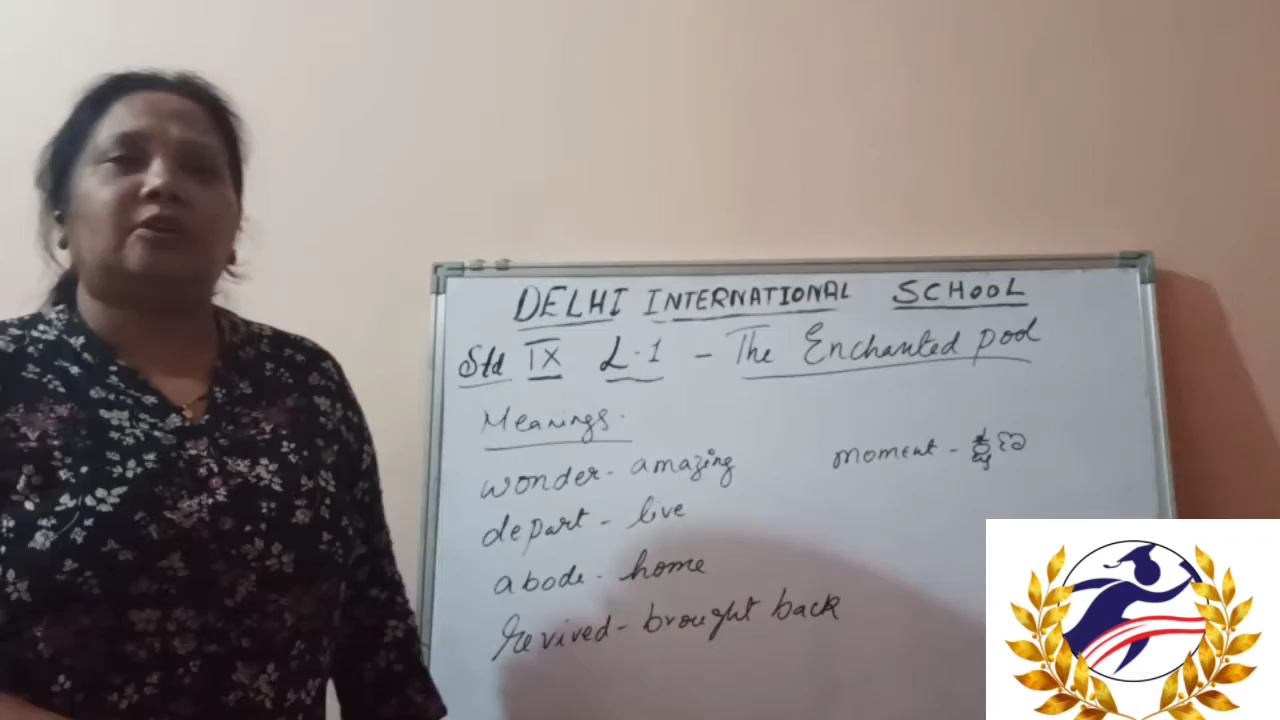 DELHI INTERNATIONAL SCHOOL
Std IX L.1 - The Enchanted pool
Meanings.
wonder - amazing
moment -
depart - live
abode - home
Revived - brought back